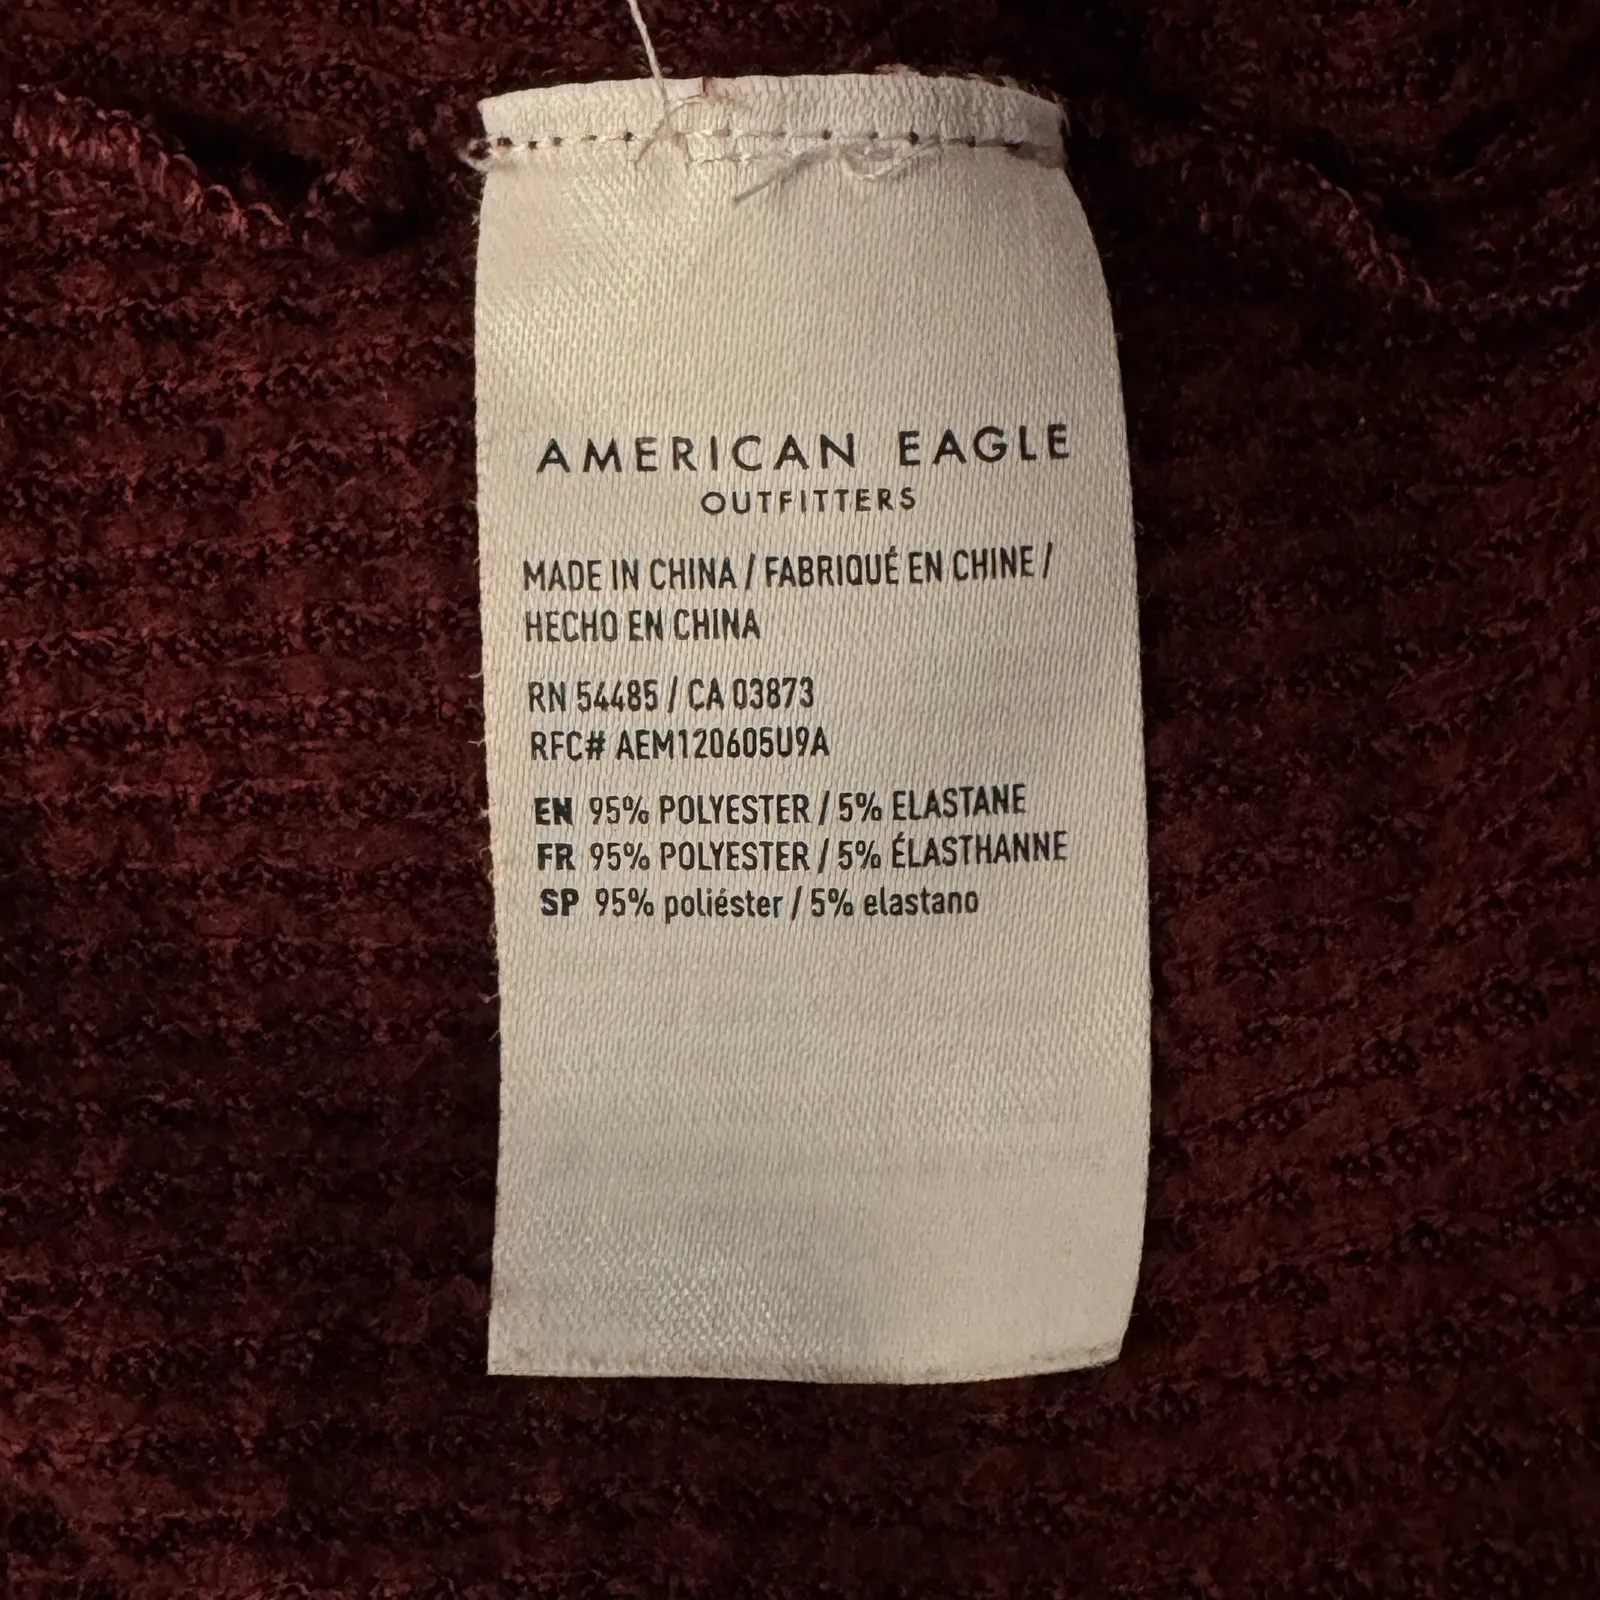 AMERICAN EAGLE
OUTFITTERS
MADE IN CHINA / FABRIQUÉ EN CHINE /
HECHO EN CHINA
RN 54485 / CA 03873
RFC# AEM120605U9A
EN 95% POLYESTER / 5% ELASTANE
FR 95% POLYESTER / 5% ÉLASTHANNE
SP 95% poliéster / 5% elastano